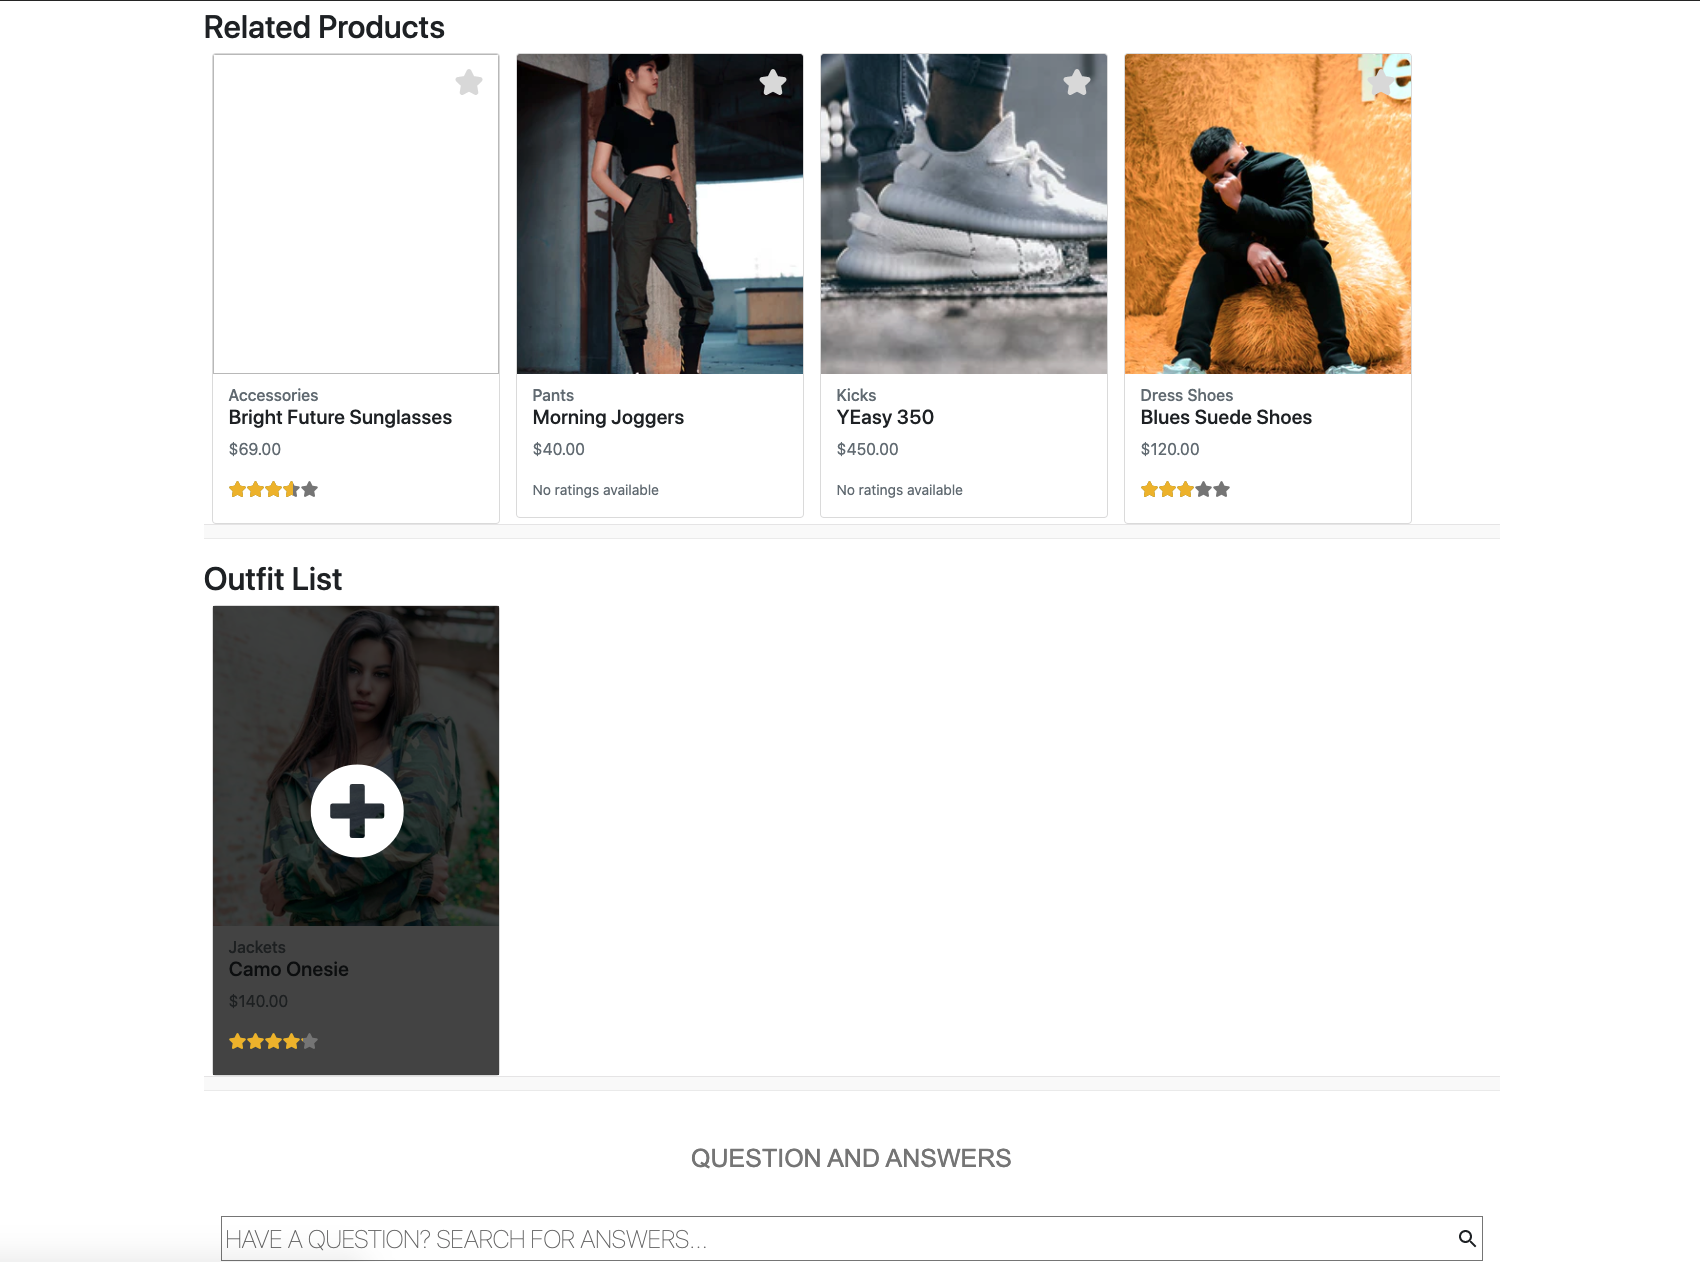 Related Products
Accessories
Bright Future Sunglasses
$69.00
Pants
Morning Joggers
$40.00
No ratings available
Kicks
YEasy 350
$450.00
No ratings available
Dress Shoes
Blues Suede Shoes
$120.00
Outfit List
Jackets
Camo Onesie
$140.00
QUESTION AND ANSWERS
HAVE A QUESTION? SEARCH FOR ANSWERS...